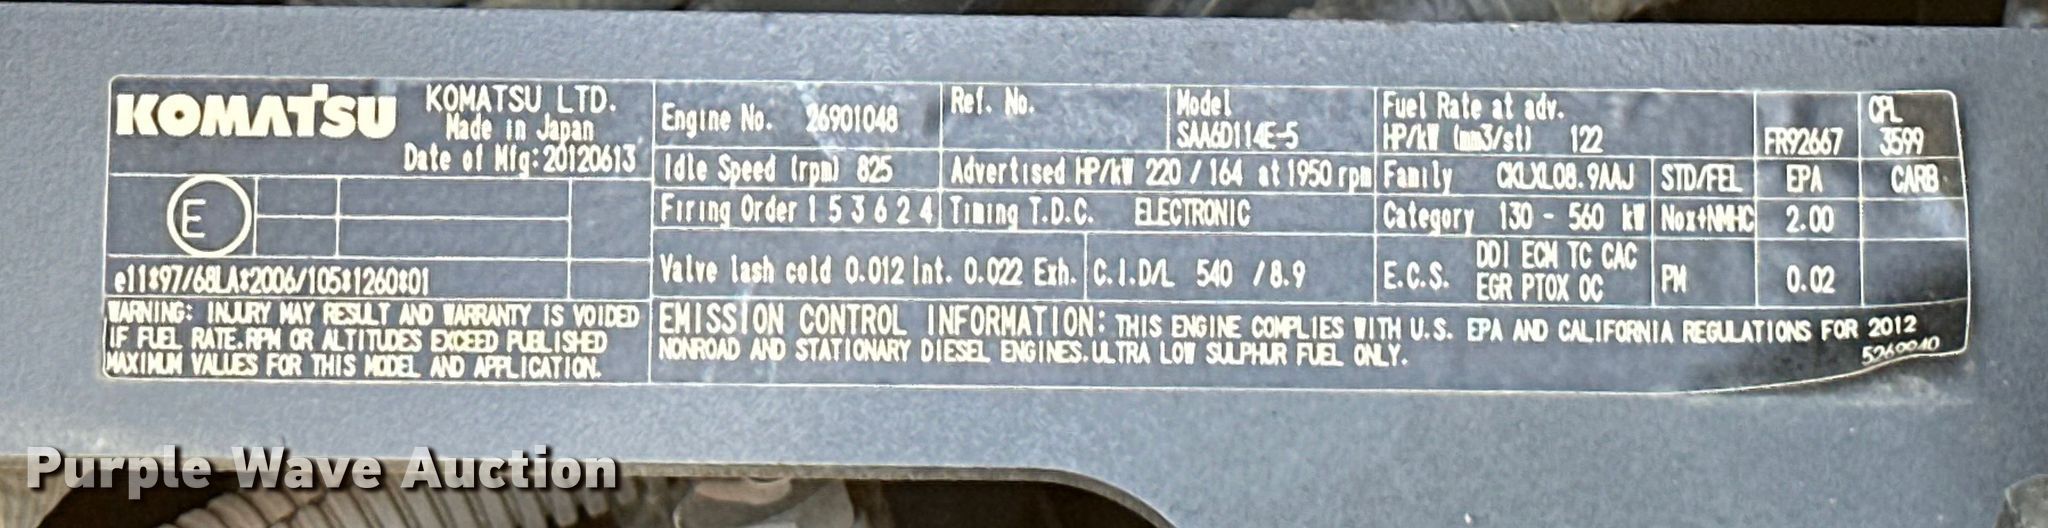 KOMATSU
KOMATSU LTD.
Made in Japan
Date of Mfg: 20120613
E
e11*97/68LA*2006/105*1260*01
WARNING: INJURY MAY RESULT AND WARRANTY IS VOIDED
IF FUEL RATE.RPM OR ALTITUDES EXCEED PUBLISHED
MAXIMUM VALUES FOR THIS MODEL AND APPLICATION.
Engine No. 26901048
Ref. No.
Model
SAA6D114E-5
Fuel Rate at adv.
HP/kW (mm3/st) 122
FR92667
CPL
3599
Idle Speed (rpm) 825
Advertised HP/kW 220 / 164 at 1950 rpm
Family CKLXL08.9AAJ
STD/FEL
EPA
CARB
Firing Order 1 5 3 6 2 4
Timing T.D.C. ELECTRONIC
Category 130 - 560 kW
Nox+NMHC
2.00
Valve lash cold 0.012 Int. 0.022 Exh.
C.I.D/L 540 / 8.9
E.C.S. DDI ECM TC CAC
EGR PTOX OC
PM
0.02
EMISSION CONTROL INFORMATION: THIS ENGINE COMPLIES WITH U.S. EPA AND CALIFORNIA REGULATIONS FOR 2012
NONROAD AND STATIONARY DIESEL ENGINES.ULTRA LOW SULPHUR FUEL ONLY.
Purple Wave Auction